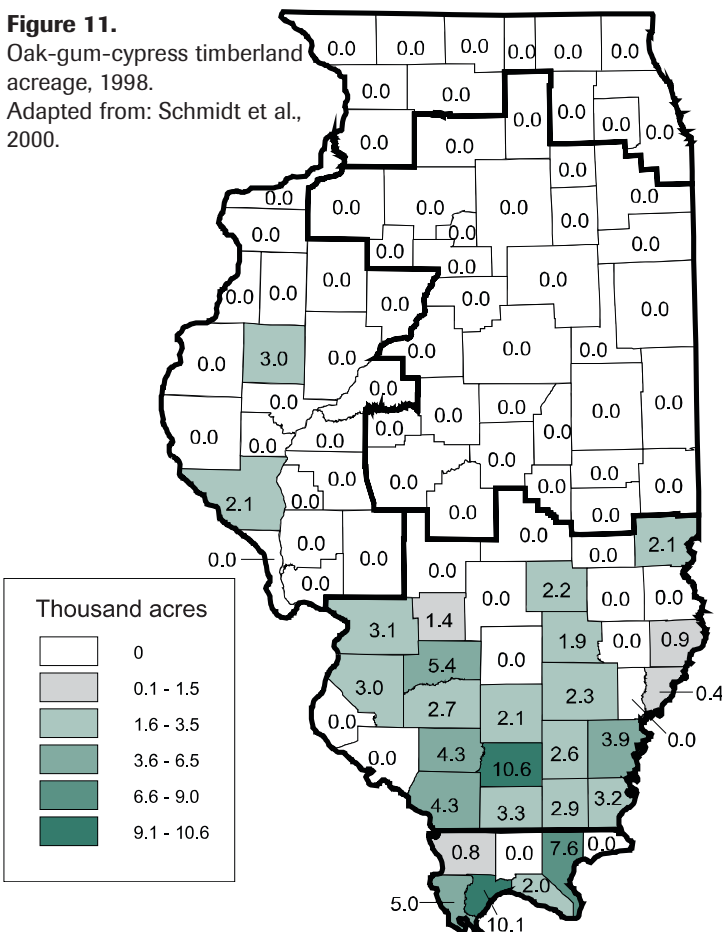 Figure 11.
Oak-gum-cypress timberland
acreage, 1998.
Adapted from: Schmidt et al.,
2000.
0.0 0.0 0.0 0.0 0.0 0.0
0.0 0.0
0.0 0.0 0.0 0.0
0.0 0.0
0.0
0.0 0.0
0.0 0.0 0.0 0.0
0.0 0.0 0.0
0.0 0.0
0.0 0.0
0.0 0.0 0.0 0.0
0.0 0.0 0.0
0.0 3.0 0.0 0.0 0.0 0.0
0.0
0.0 0.0 0.0 0.0
0.0 0.0 0.0
0.0 0.0 0.0 0.0 0.0
0.0 0.0 0.0 0.0
0.0 0.0 0.0
2.1 0.0 0.0 0.0
0.0
0.0 0.0 0.0 2.1
0.0
0.0 0.0
0.0 2.2 0.0 0.0
0.0
3.1 1.4 1.9 0.0 0.9
5.4 0.0
3.0 2.3 0.4
2.7 2.1
0.0 0.0
0.0 4.3 10.6 2.6 3.9
4.3 3.3 2.9 3.2
0.8 0.0 7.6 0.0
2.0
5.0
10.1
Thousand acres
0
0.1 - 1.5
1.6 - 3.5
3.6 - 6.5
6.6 - 9.0
9.1 - 10.6